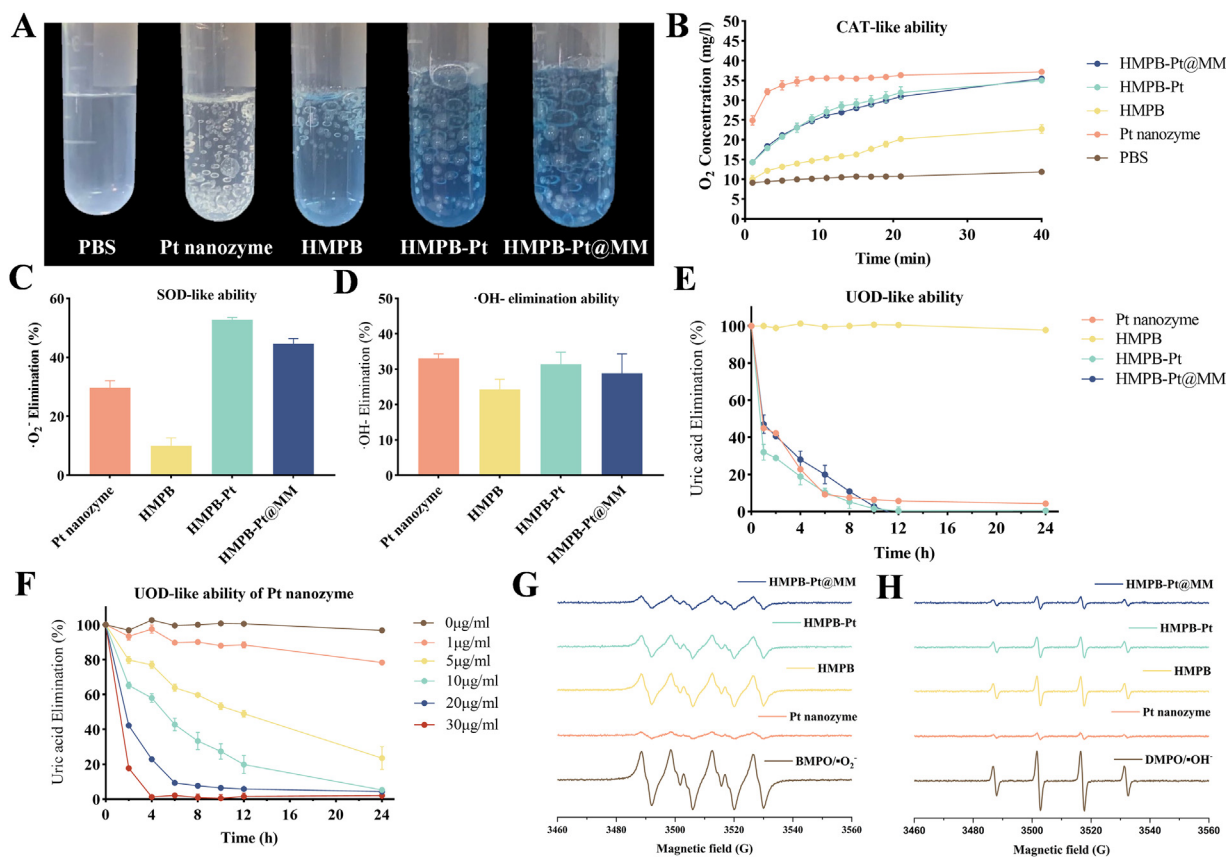 A
PBS
Pt nanozyme
HMPB
HMPB-Pt
HMPB-Pt@MM
B
CAT-like ability
O₂ Concentration (mg/l)
50
45
40
35
30
25
20
15
10
5
0
0
10
20
30
40
Time (min)
HMPB-Pt@MM
HMPB-Pt
HMPB
Pt nanozyme
PBS
C
SOD-like ability
·O₂⁻ Elimination (%)
60
40
20
0
Pt nanozyme
HMPB
HMPB-Pt
HMPB-Pt@MM
D
·OH- elimination ability
·OH- Elimination (%)
50
40
30
20
10
0
Pt nanozyme
HMPB
HMPB-Pt
HMPB-Pt@MM
E
UOD-like ability
Uric acid Elimination (%)
100
80
60
40
20
0
0
4
8
12
16
20
24
Time (h)
Pt nanozyme
HMPB
HMPB-Pt
HMPB-Pt@MM
F
UOD-like ability of Pt nanozyme
Uric acid Elimination (%)
100
80
60
40
20
0
0
4
8
12
16
20
24
Time (h)
0μg/ml
1μg/ml
5μg/ml
10μg/ml
20μg/ml
30μg/ml
G
HMPB-Pt@MM
HMPB-Pt
HMPB
Pt nanozyme
BMPO/•O₂⁻
3460
3480
3500
3520
3540
3560
Magnetic field (G)
H
HMPB-Pt@MM
HMPB-Pt
HMPB
Pt nanozyme
DMPO/•OH⁻
3460
3480
3500
3520
3540
3560
Magnetic field (G)